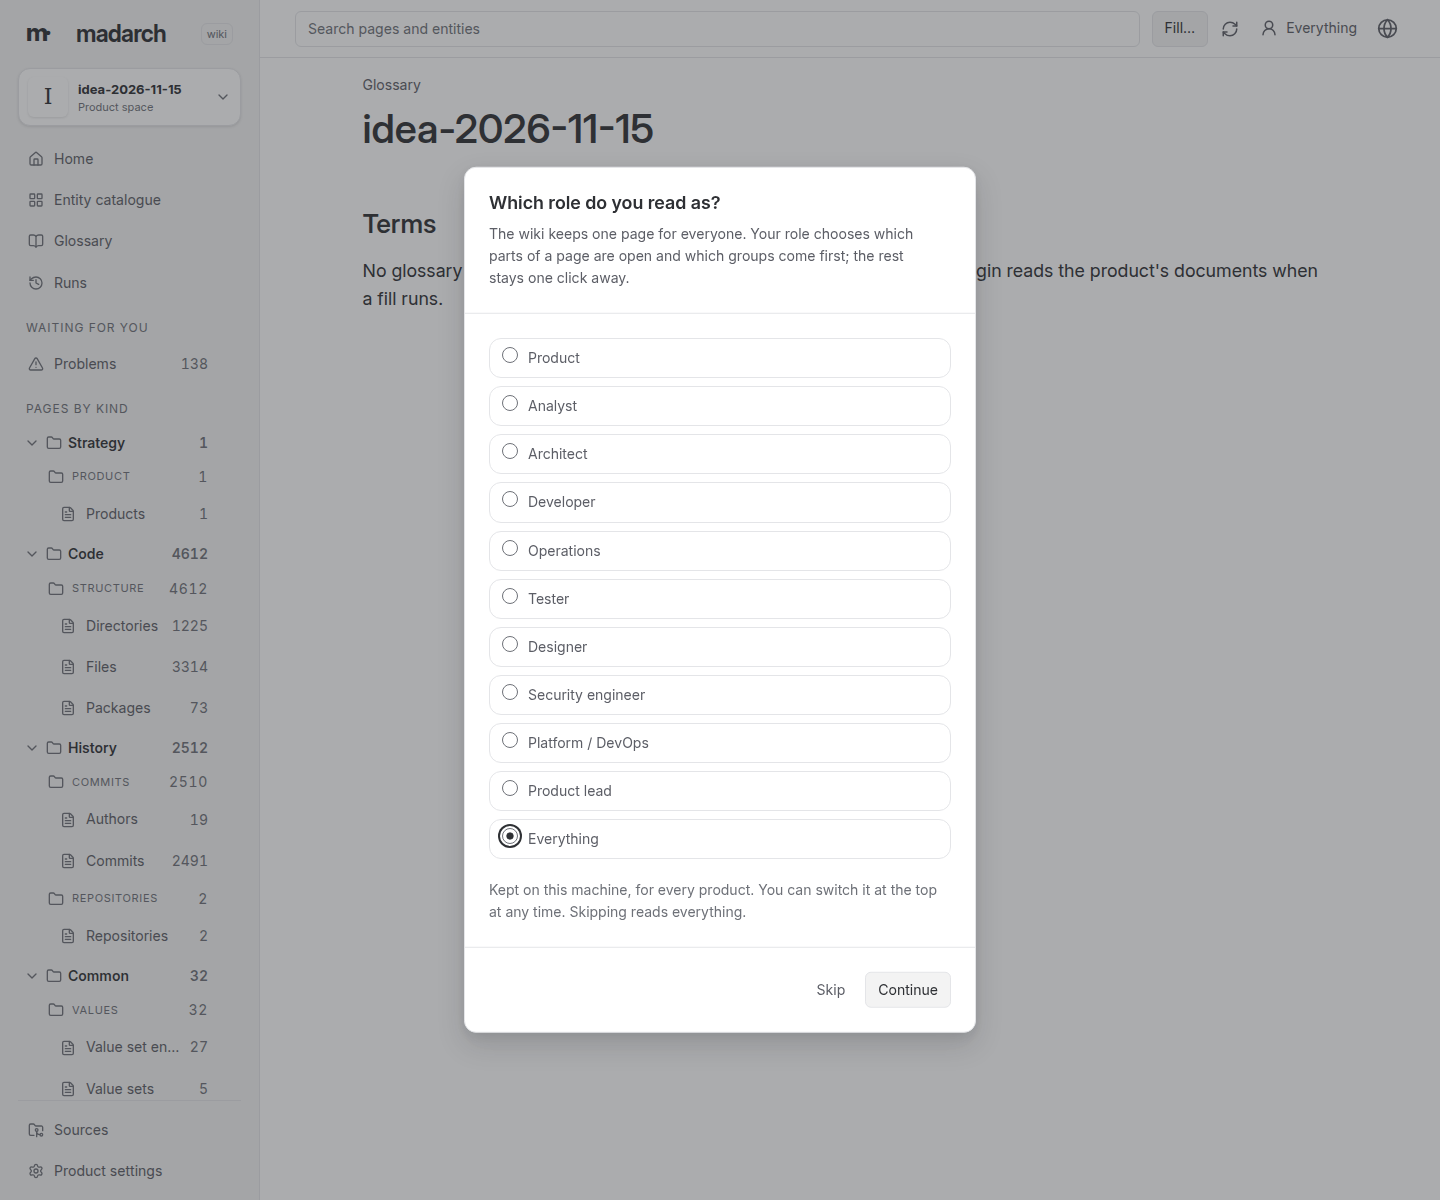 m·
madarch
wiki
I
idea-2026-11-15
Product space
Home
Entity catalogue
Glossary
Runs
WAITING FOR YOU
Problems 138
PAGES BY KIND
Strategy 1
PRODUCT 1
Products 1
Code 4612
STRUCTURE 4612
Directories 1225
Files 3314
Packages 73
History 2512
COMMITS 2510
Authors 19
Commits 2491
REPOSITORIES 2
Repositories 2
Common 32
VALUES 32
Value set en... 27
Value sets 5
Sources
Product settings
Search pages and entities
Fill...
Everything
Glossary
idea-2026-11-15
Terms
No glossary
gin reads the product's documents when
a fill runs.
Which role do you read as?
The wiki keeps one page for everyone. Your role chooses which
parts of a page are open and which groups come first; the rest
stays one click away.
Product
Analyst
Architect
Developer
Operations
Tester
Designer
Security engineer
Platform / DevOps
Product lead
Everything
Kept on this machine, for every product. You can switch it at the top
at any time. Skipping reads everything.
Skip
Continue